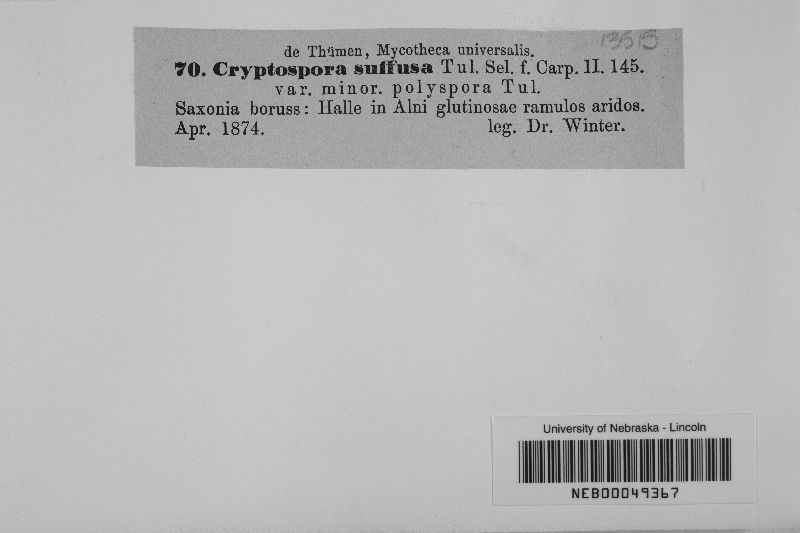 13515
de Thümen, Mycotheca universalis.
70. Cryptospora suffusa Tul. Sel. f. Carp. II. 145.
var. minor. polyspora Tul.
Saxonia boruss: Halle in Alni glutinosae ramulos aridos.
Apr. 1874. leg. Dr. Winter.
University of Nebraska - Lincoln
NEB00049367